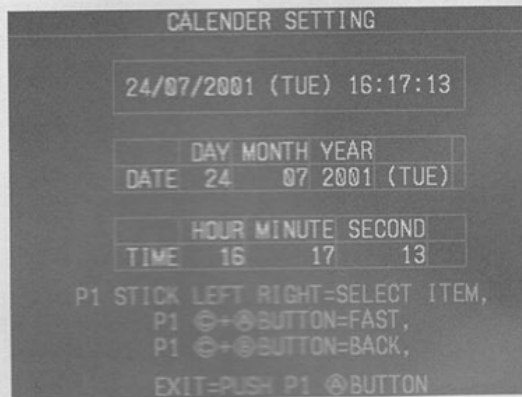 CALENDER SETTING
24/07/2001 (TUE) 16:17:13
DAY MONTH YEAR
DATE 24 07 2001 (TUE)
HOUR MINUTE SECOND
TIME 16 17 13
P1 STICK LEFT RIGHT=SELECT ITEM,
P1 Ⓒ+Ⓐ BUTTON=FAST,
P1 Ⓒ+Ⓑ BUTTON=BACK,
EXIT=PUSH P1 Ⓐ BUTTON